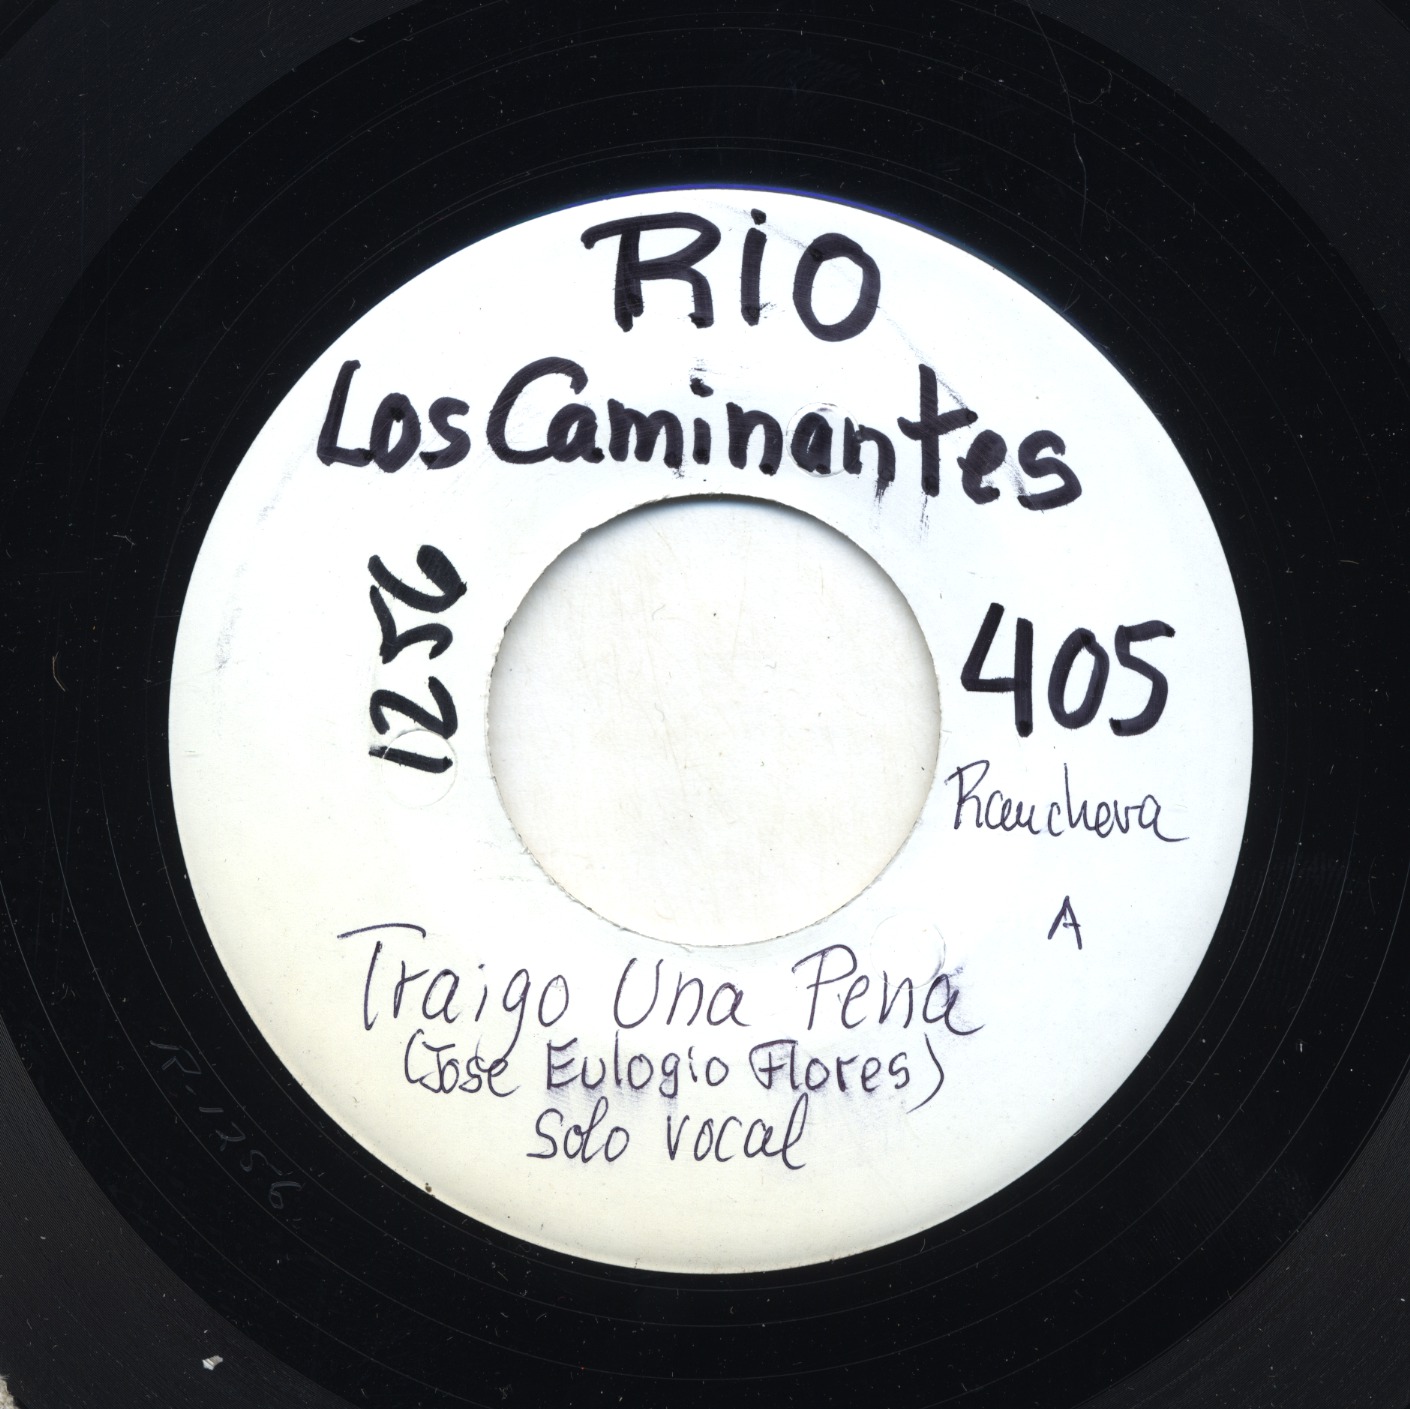 RiO
Los Caminantes
1256
405
Ranchera
A
Traigo Una Pena
(Jose Eulogio Flores)
Solo vocal
R-1256